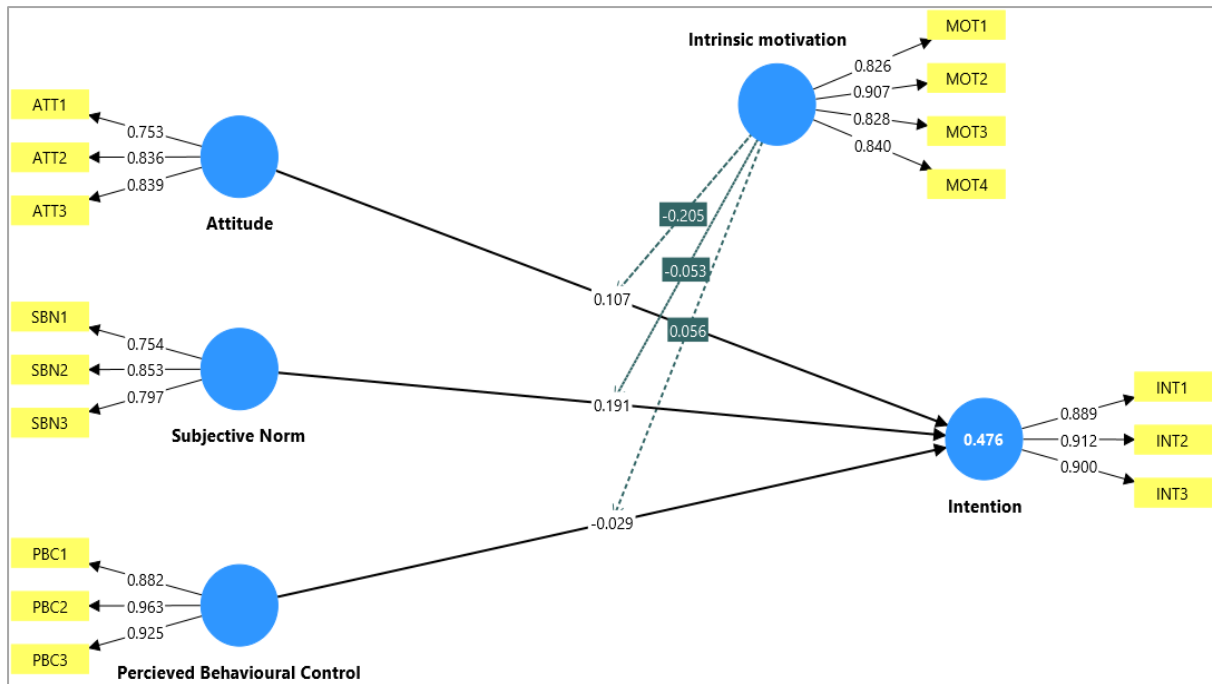 Intrinsic motivation
MOT1
0.826
MOT2
0.907
MOT3
0.828
MOT4
0.840
ATT1
0.753
ATT2
0.836
ATT3
0.839
Attitude
-0.205
-0.053
0.056
0.107
SBN1
0.754
SBN2
0.853
SBN3
0.797
Subjective Norm
0.191
INT1
0.889
INT2
0.912
INT3
0.900
0.476
Intention
-0.029
PBC1
0.882
PBC2
0.963
PBC3
0.925
Percieved Behavioural Control